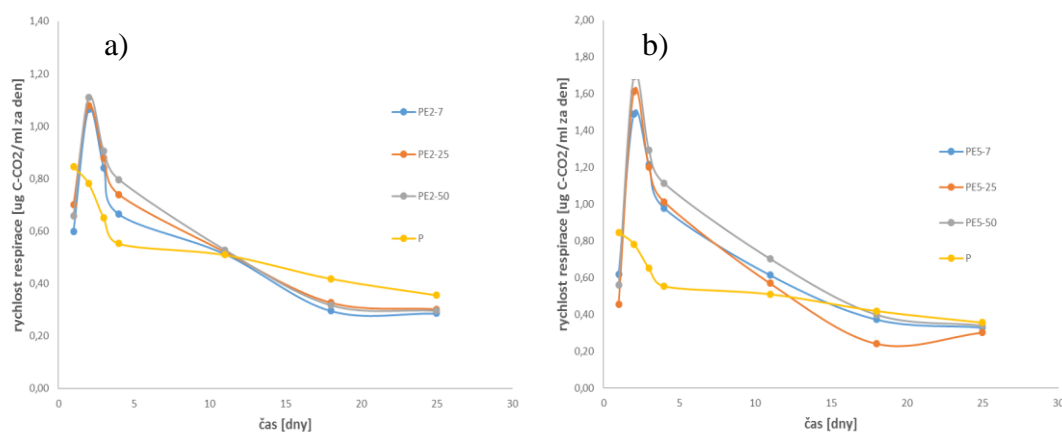 a)
rychlost respirace [ug C-CO2/ml za den]
1,40
1,20
1,00
0,80
0,60
0,40
0,20
0,00
0 5 10 15 20 25 30
čas [dny]
PE2-7
PE2-25
PE2-50
P
b)
rychlost respirace [ug C-CO2/ml za den]
2,00
1,80
1,60
1,40
1,20
1,00
0,80
0,60
0,40
0,20
0,00
0 5 10 15 20 25 30
čas [dny]
PE5-7
PE5-25
PE5-50
P